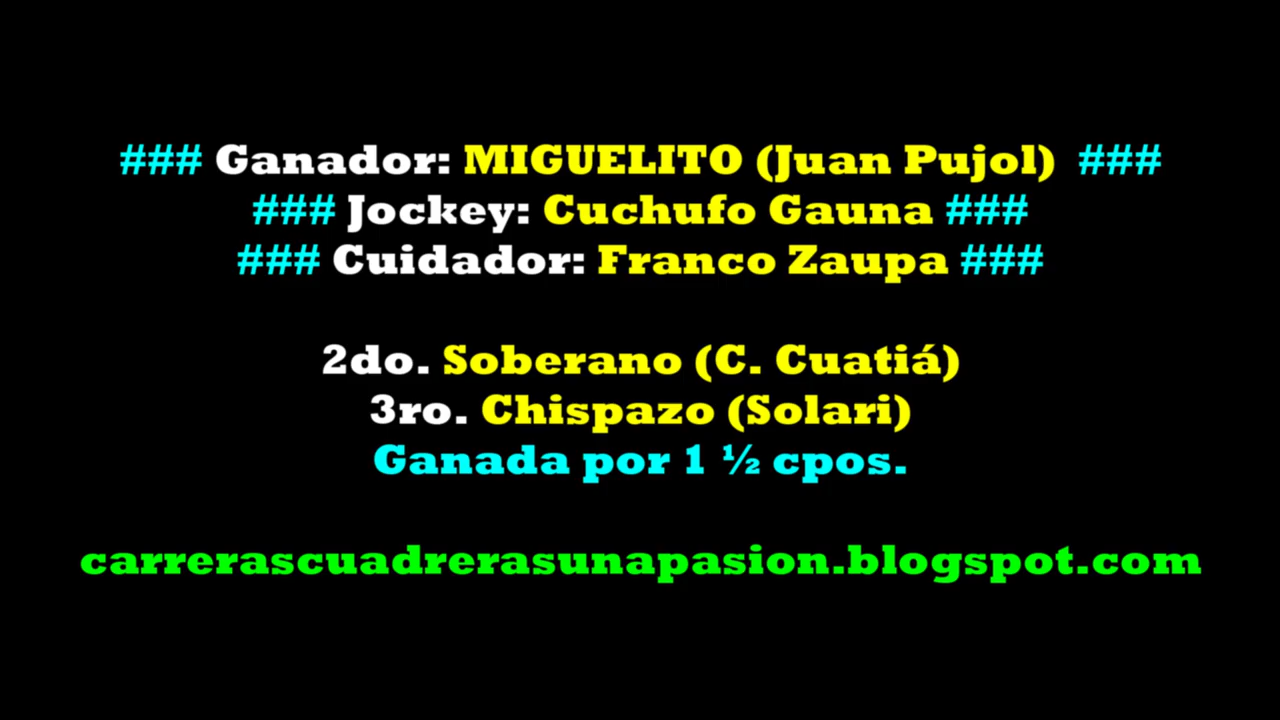 ### Ganador: MIGUELITO (Juan Pujol) ###
### Jockey: Cuchufo Gauna ###
### Cuidador: Franco Zaupa ###
2do. Soberano (C. Cuatiá)
3ro. Chispazo (Solari)
Ganada por 1 ½ cpos.
carrerascuadrerasunapasion.blogspot.com